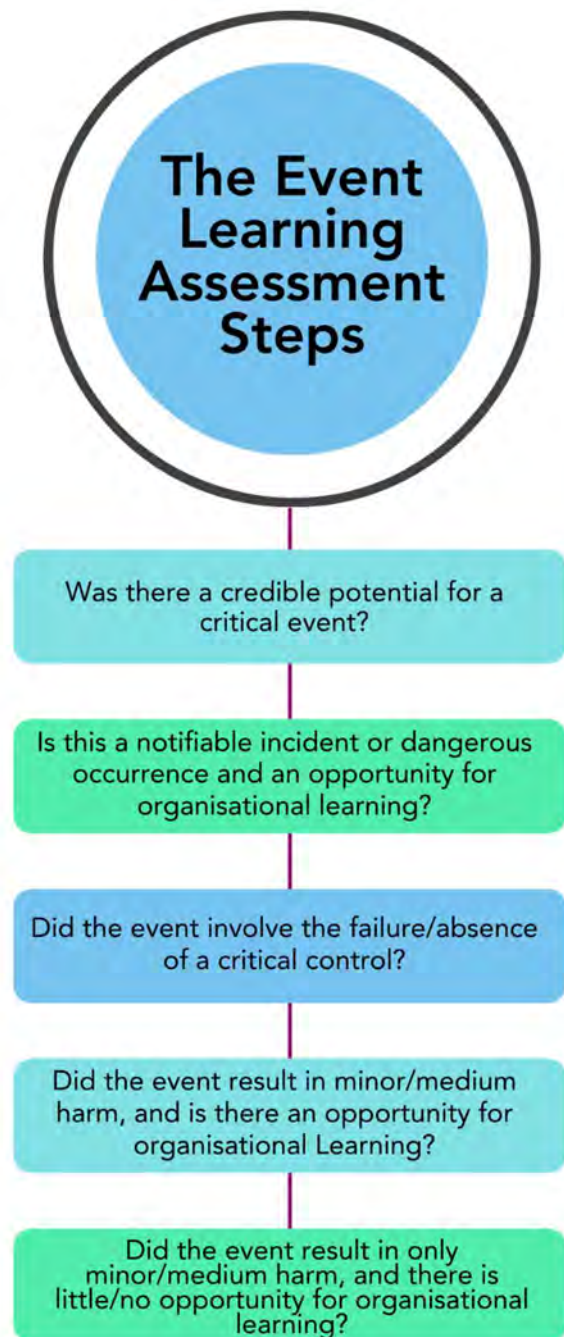 The Event
Learning
Assessment
Steps
Was there a credible potential for a
critical event?
Is this a notifiable incident or dangerous
occurrence and an opportunity for
organisational learning?
Did the event involve the failure/absence
of a critical control?
Did the event result in minor/medium
harm, and is there an opportunity for
organisational Learning?
Did the event result in only
minor/medium harm, and there is
little/no opportunity for organisational
learning?